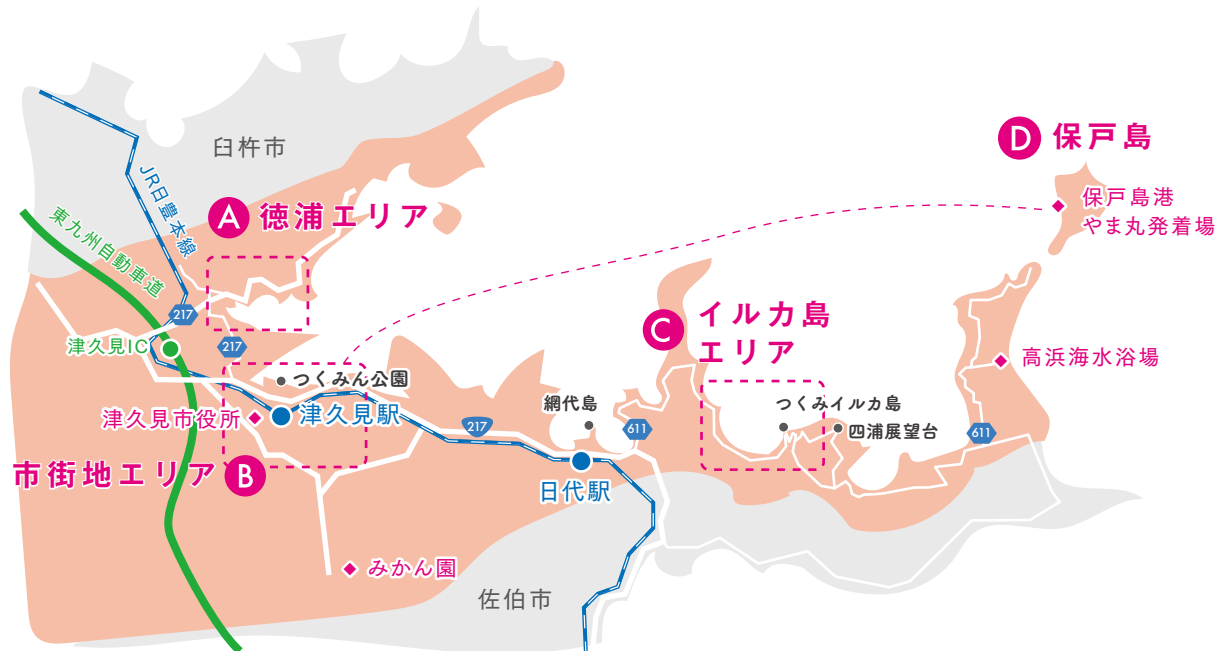 臼杵市
D 保戸島
JR日豊本線
保戸島港
やま丸発着場
A 徳浦エリア
東九州自動車道
217
C イルカ島
エリア
津久見IC
217
高浜海水浴場
つくみん公園
網代島
つくみイルカ島
津久見市役所
津久見駅
217
611
四浦展望台
611
市街地エリア B
日代駅
みかん園
佐伯市